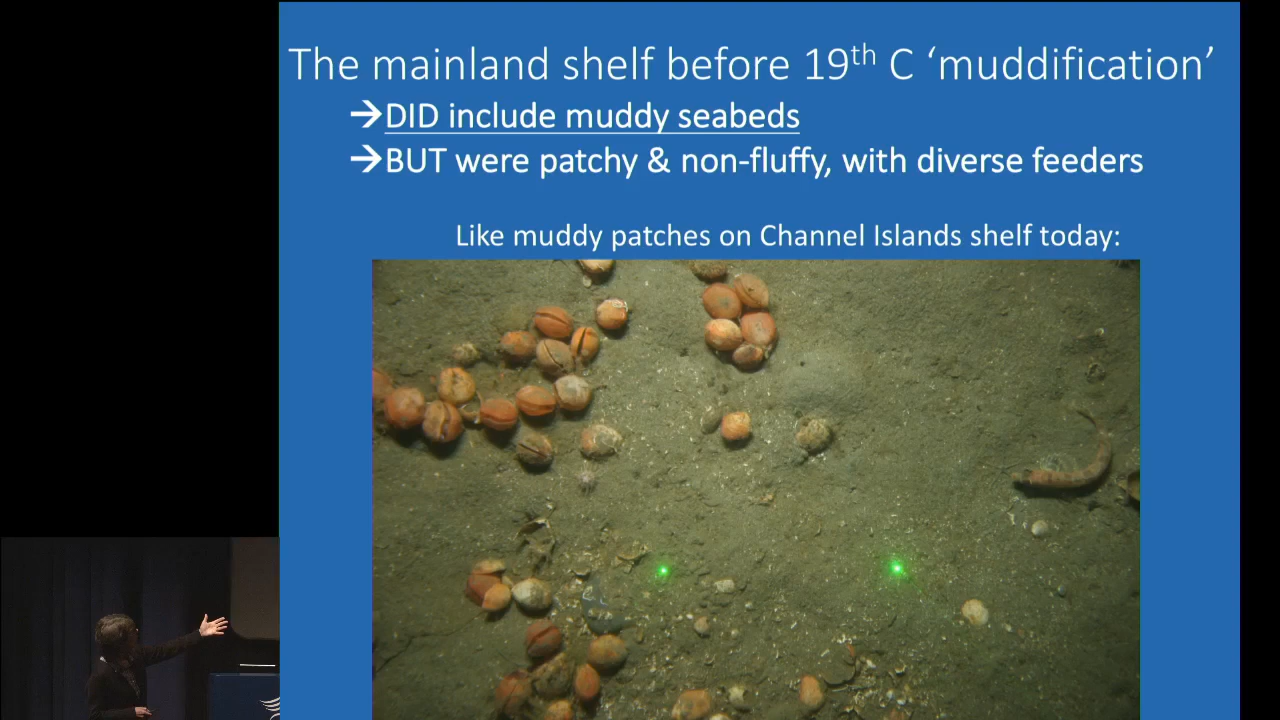 The mainland shelf before 19th C ‘muddification’
→DID include muddy seabeds
→BUT were patchy & non-fluffy, with diverse feeders
Like muddy patches on Channel Islands shelf today: